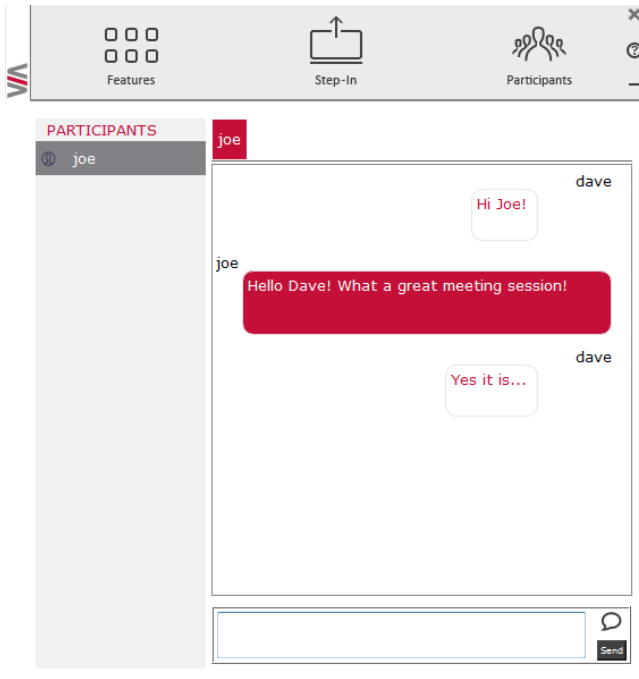 Features
Step-In
Participants
PARTICIPANTS
joe
joe
dave
Hi Joe!
joe
Hello Dave! What a great meeting session!
dave
Yes it is...
Send